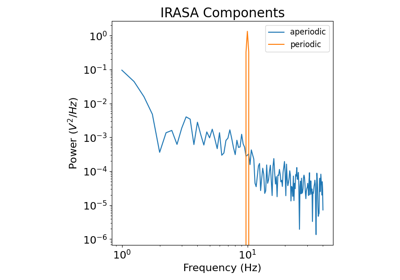 IRASA Components
aperiodic
periodic
10⁰
10⁻¹
10⁻²
10⁻³
10⁻⁴
10⁻⁵
10⁻⁶
Power (V²/Hz)
10⁰ 10¹
Frequency (Hz)